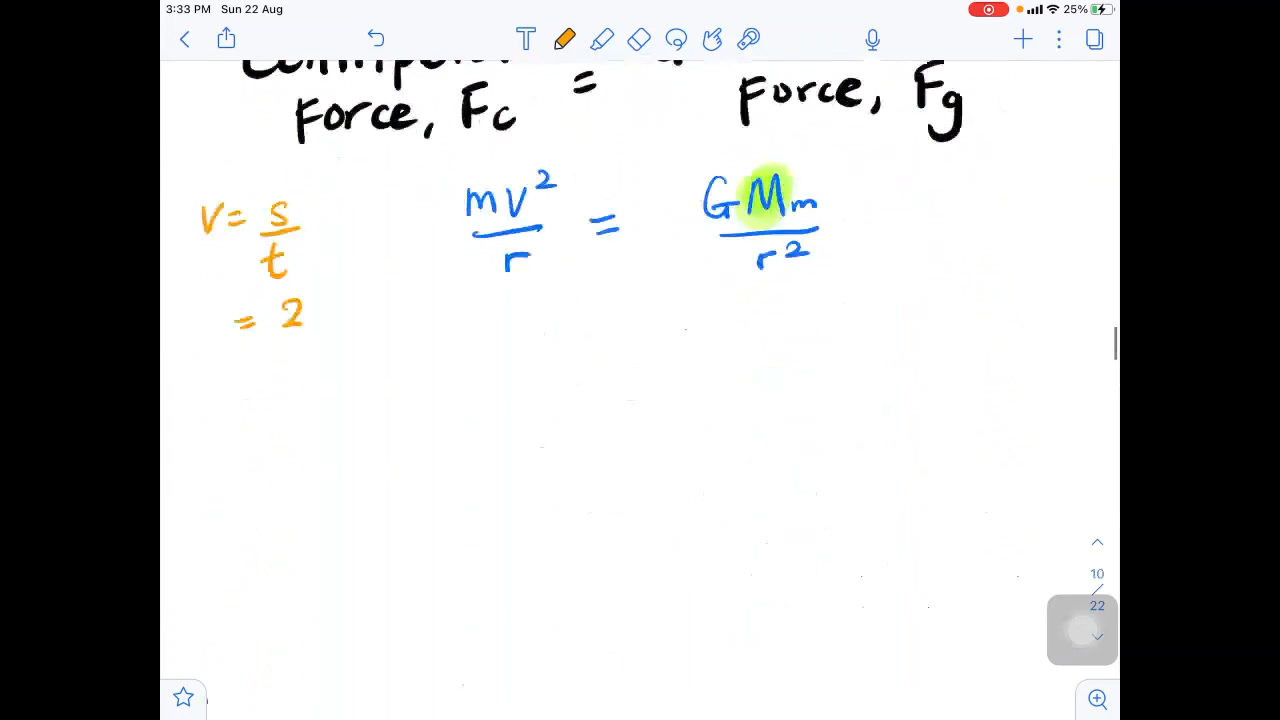 3:33 PM Sun 22 Aug 25%
T
=
Force, Fc
Force, Fg
v = s/t
= 2
mv²/r = GMm/r²
10
22